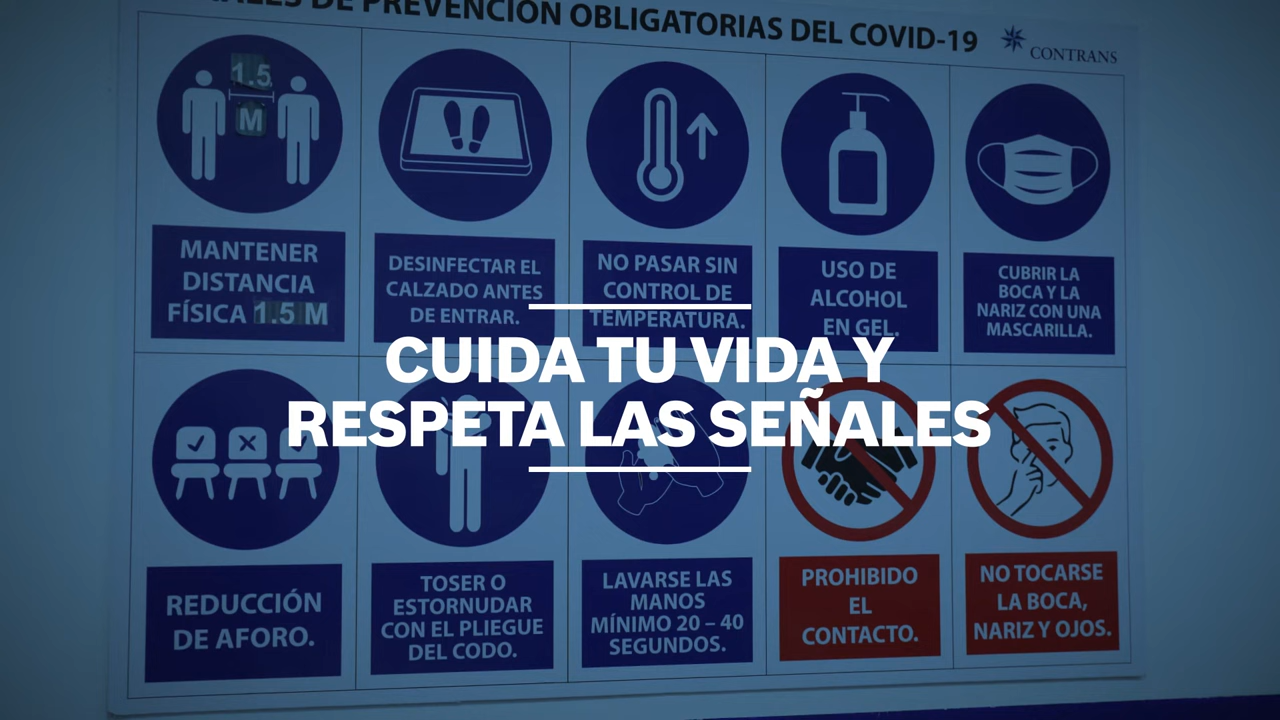 DE PREVENCIÓN OBLIGATORIAS DEL COVID-19
CONTRANS
1.5
M
MANTENER
DISTANCIA
FÍSICA 1.5 M
DESINFECTAR EL
CALZADO ANTES
DE ENTRAR.
NO PASAR SIN
CONTROL DE
TEMPERATURA.
USO DE
ALCOHOL
EN GEL.
CUBRIR LA
BOCA Y LA
NARIZ CON UNA
MASCARILLA.
CUIDA TU VIDA Y
RESPETA LAS SEÑALES
REDUCCIÓN
DE AFORO.
TOSER O
ESTORNUDAR
CON EL PLIEGUE
DEL CODO.
LAVARSE LAS
MANOS
MÍNIMO 20 – 40
SEGUNDOS.
PROHIBIDO
EL
CONTACTO.
NO TOCARSE
LA BOCA,
NARIZ Y OJOS.